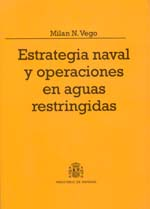 Milan N. Vego
Estrategia naval
y operaciones
en aguas
restringidas
MINISTERIO DE DEFENSA